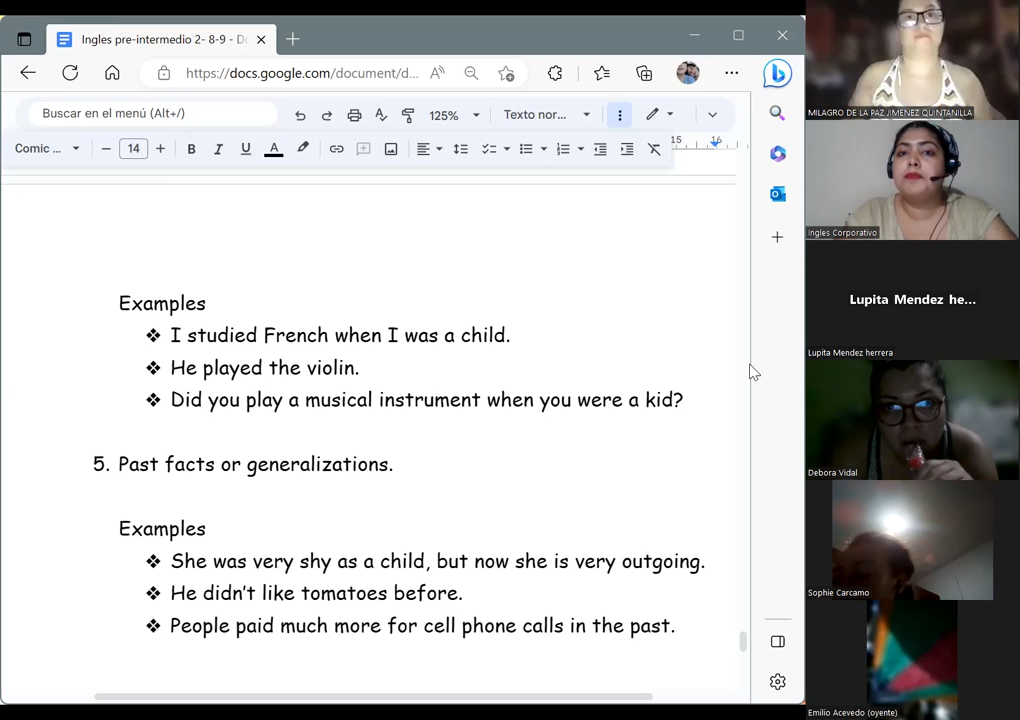 Ingles pre-intermedio 2- 8-9 - Do
https://docs.google.com/document/d...
Buscar en el menú (Alt+/)
125%
Texto nor...
Comic ...
14
15
16
Examples
❖ I studied French when I was a child.
❖ He played the violin.
❖ Did you play a musical instrument when you were a kid?
5. Past facts or generalizations.
Examples
❖ She was very shy as a child, but now she is very outgoing.
❖ He didn't like tomatoes before.
❖ People paid much more for cell phone calls in the past.
MILAGRO DE LA PAZ JIMENEZ QUINTANILLA
Ingles Corporativo
Lupita Mendez he...
Lupita Mendez herrera
Debora Vidal
Sophie Carcamo
Emilio Acevedo (oyente)